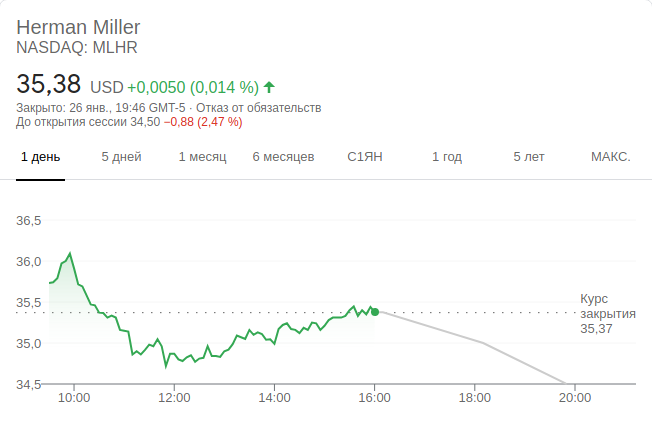 Herman Miller
NASDAQ: MLHR
35,38 USD +0,0050 (0,014 %)
Закрыто: 26 янв., 19:46 GMT-5 · Отказ от обязательств
До открытия сессии 34,50 −0,88 (2,47 %)
1 день 5 дней 1 месяц 6 месяцев С1ЯН 1 год 5 лет МАКС.
36,5
36,0
35,5
35,0
34,5
Курс
закрытия
35,37
10:00 12:00 14:00 16:00 18:00 20:00